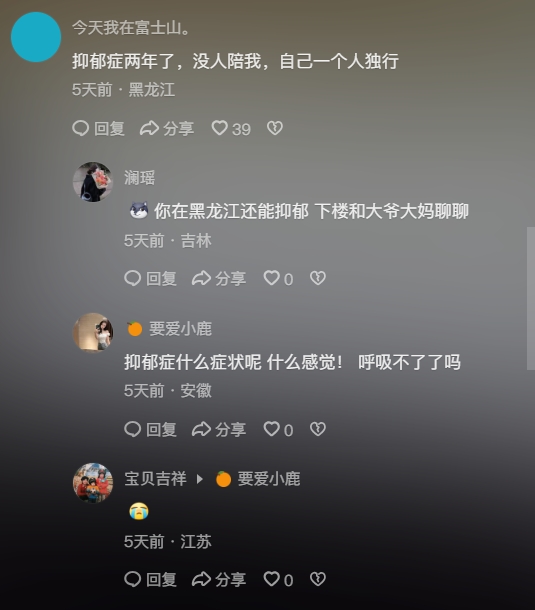 今天我在富士山。
抑郁症两年了，没人陪我，自己一个人独行
5天前 · 黑龙江
回复 分享 39
澜瑶
你在黑龙江还能抑郁 下楼和大爷大妈聊聊
5天前 · 吉林
回复 分享 0
🍊 要爱小鹿
抑郁症什么症状呢 什么感觉！ 呼吸不了了吗
5天前 · 安徽
回复 分享 0
宝贝吉祥 ▶ 🍊 要爱小鹿
😭
5天前 · 江苏
回复 分享 0